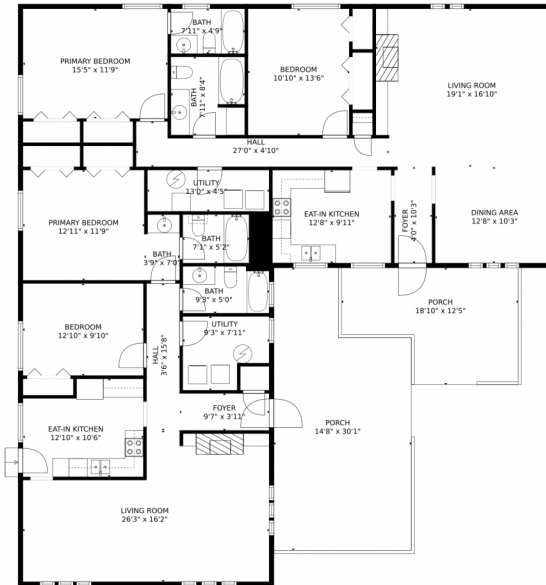 BATH
7'11" x 4'9"
PRIMARY BEDROOM
15'5" x 11'9"
BEDROOM
10'10" x 13'6"
BATH
7'11" x 8'4"
LIVING ROOM
19'1" x 16'10"
HALL
27'0" x 4'10"
UTILITY
13'0" x 4'5"
PRIMARY BEDROOM
12'11" x 11'9"
EAT-IN KITCHEN
12'8" x 9'11"
FOYER
4'0" x 10'3"
DINING AREA
12'8" x 10'3"
BATH
7'1" x 5'2"
BATH
3'9" x 7'0"
BATH
9'3" x 5'0"
PORCH
18'10" x 12'5"
BEDROOM
12'10" x 9'10"
UTILITY
9'3" x 7'11"
HALL
3'6" x 15'8"
FOYER
9'7" x 3'11"
PORCH
14'8" x 30'1"
EAT-IN KITCHEN
12'10" x 10'6"
LIVING ROOM
26'3" x 16'2"